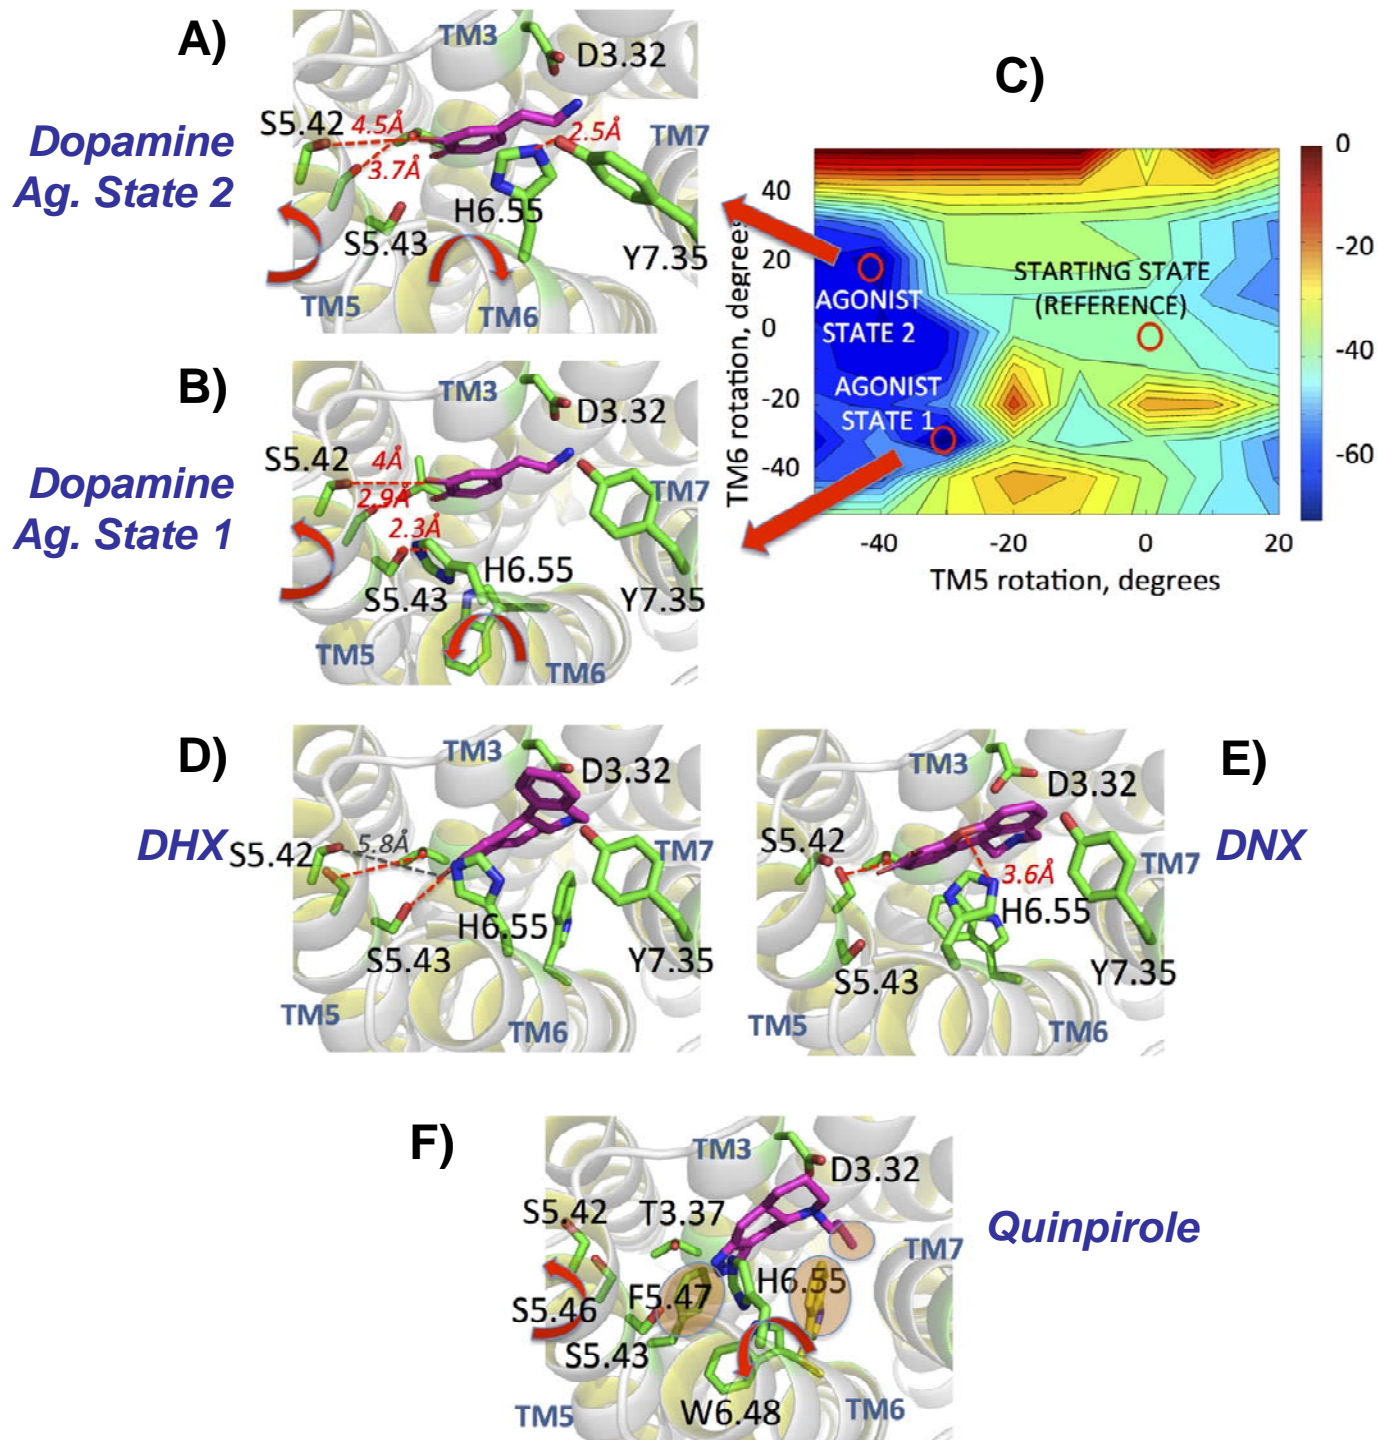 A)
Dopamine
Ag. State 2
TM3
D3.32
S5.42
4.5Å
2.5Å
TM7
3.7Å
H6.55
S5.43
Y7.35
TM5
TM6
C)
0
-20
-40
-60
40
20
0
-20
-40
TM6 rotation, degrees
STARTING STATE
(REFERENCE)
AGONIST
STATE 2
AGONIST
STATE 1
-40
-20
0
20
TM5 rotation, degrees
B)
Dopamine
Ag. State 1
TM3
D3.32
S5.42
4Å
TM7
2.9Å
2.3Å
H6.55
S5.43
Y7.35
TM5
TM6
D)
DHX
TM3
D3.32
S5.42
5.8Å
TM7
H6.55
S5.43
Y7.35
TM5
TM6
E)
DNX
TM3
D3.32
S5.42
TM7
3.6Å
H6.55
S5.43
Y7.35
TM5
TM6
F)
Quinpirole
TM3
D3.32
S5.42
T3.37
TM7
H6.55
F5.47
S5.46
S5.43
W6.48
TM5
TM6